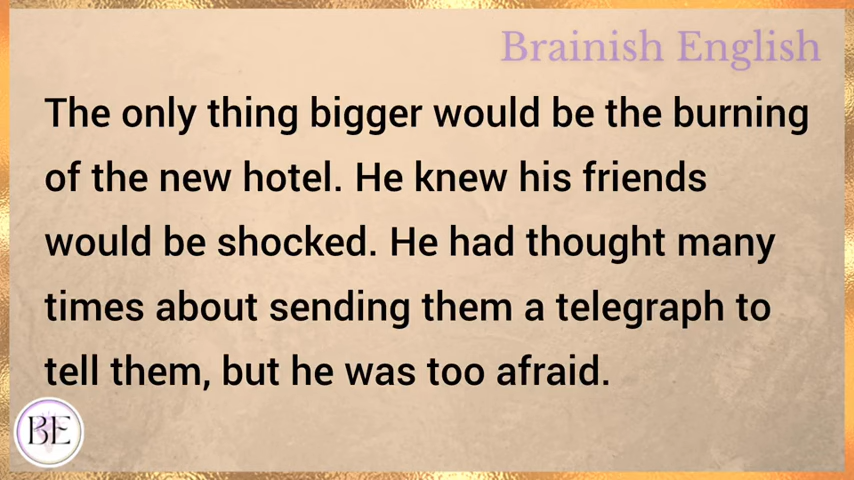 Brainish English
The only thing bigger would be the burning
of the new hotel. He knew his friends
would be shocked. He had thought many
times about sending them a telegraph to
tell them, but he was too afraid.
BE